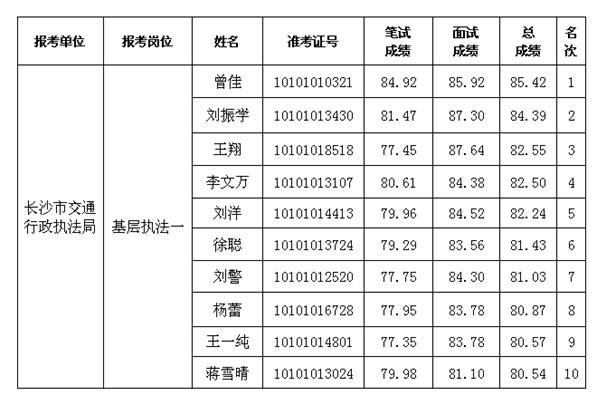 报考单位 报考岗位 姓名 准考证号 笔试成绩 面试成绩 总成绩 名次
长沙市交通行政执法局 基层执法一
曾佳 10101010321 84.92 85.92 85.42 1
刘振学 10101013430 81.47 87.30 84.39 2
王翔 10101018518 77.45 87.64 82.55 3
李文万 10101013107 80.61 84.38 82.50 4
刘洋 10101014413 79.96 84.52 82.24 5
徐聪 10101013724 79.29 83.56 81.43 6
刘警 10101012520 77.75 84.30 81.03 7
杨蕾 10101016728 77.95 83.78 80.87 8
王一纯 10101014801 77.35 83.78 80.57 9
蒋雪晴 10101013024 79.98 81.10 80.54 10